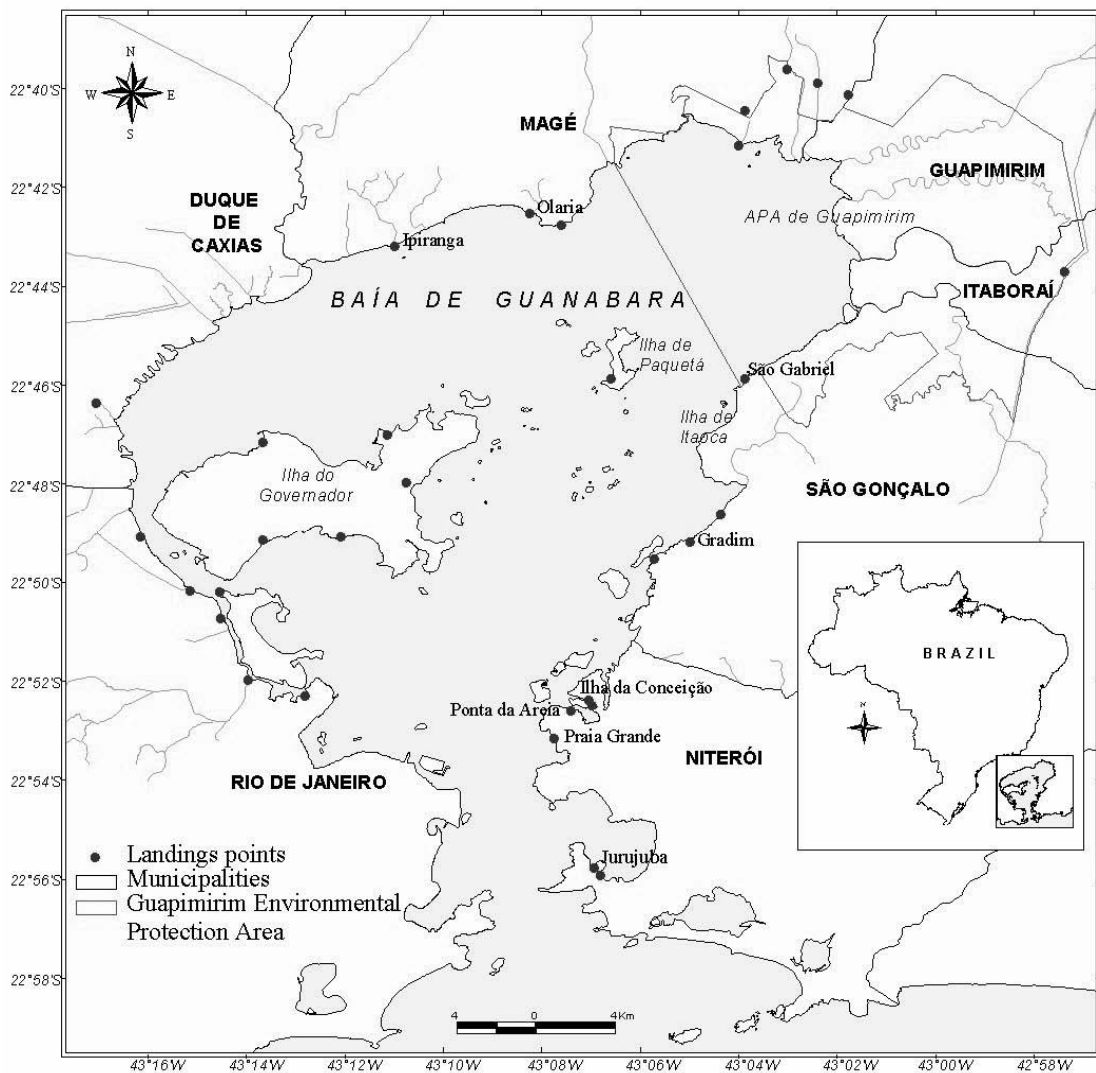 N
W
E
S
22°40'S
22°42'S
22°44'S
22°46'S
22°48'S
22°50'S
22°52'S
22°54'S
22°56'S
22°58'S
MAGÉ
GUAPIMIRIM
DUQUE
DE
CAXIAS
Olaria
APA de Guapimirim
Ipiranga
ITABORAÍ
BAÍA DE GUANABARA
Ilha de
Paquetá
São Gabriel
Ilha de
Itaoca
Ilha do
Governador
SÃO GONÇALO
Gradim
BRAZIL
N
Ilha da Conceição
Ponta da Areia
Praia Grande
NITERÓI
RIO DE JANEIRO
Jurujuba
Landings points
Municipalities
Guapimirim Environmental
Protection Area
4 0 4 Km
43°16'W 43°14'W 43°12'W 43°10'W 43°08'W 43°06'W 43°04'W 43°02'W 43°00'W 42°58'W